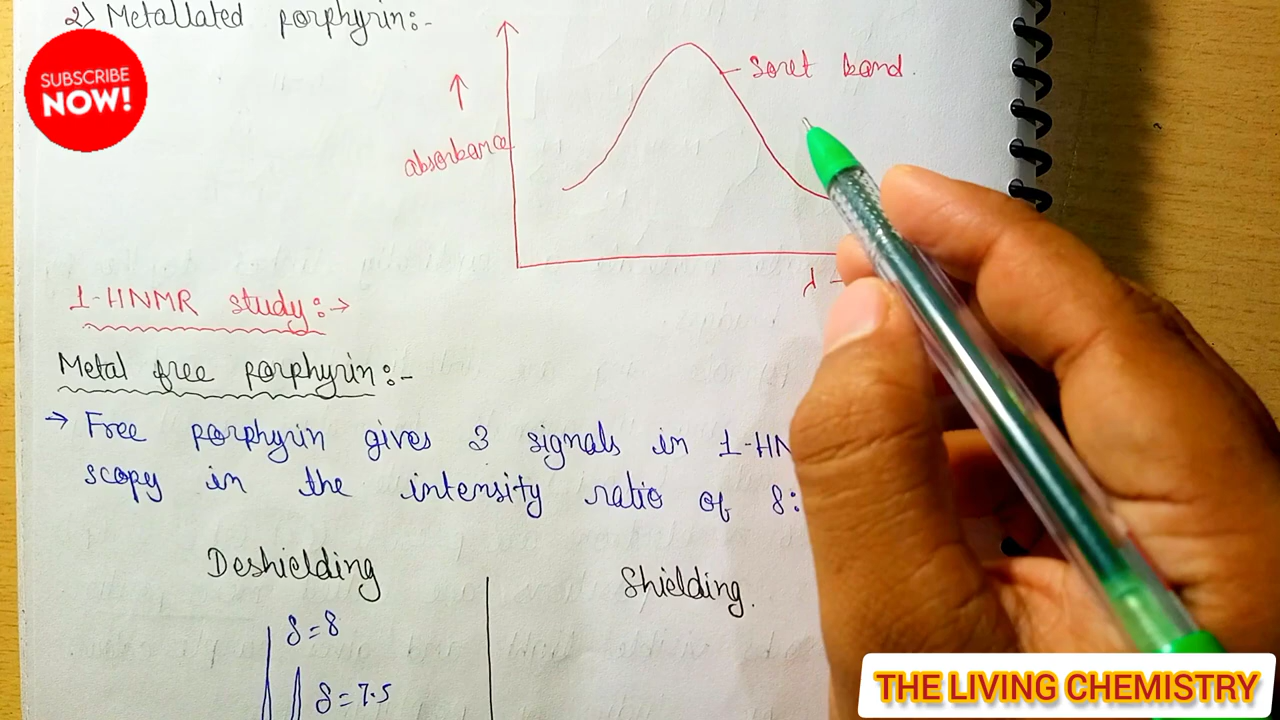 2) Metallated porphyrin:-
SUBSCRIBE
NOW!
Soret band.
↑
absorbance
λ -
1-HNMR study:→
Metal free porphyrin:-
→ Free porphyrin gives 3 signals in 1-HN
scopy in the intensity ratio of 8:
Deshielding
Shielding.
δ=8
δ=7.5
THE LIVING CHEMISTRY